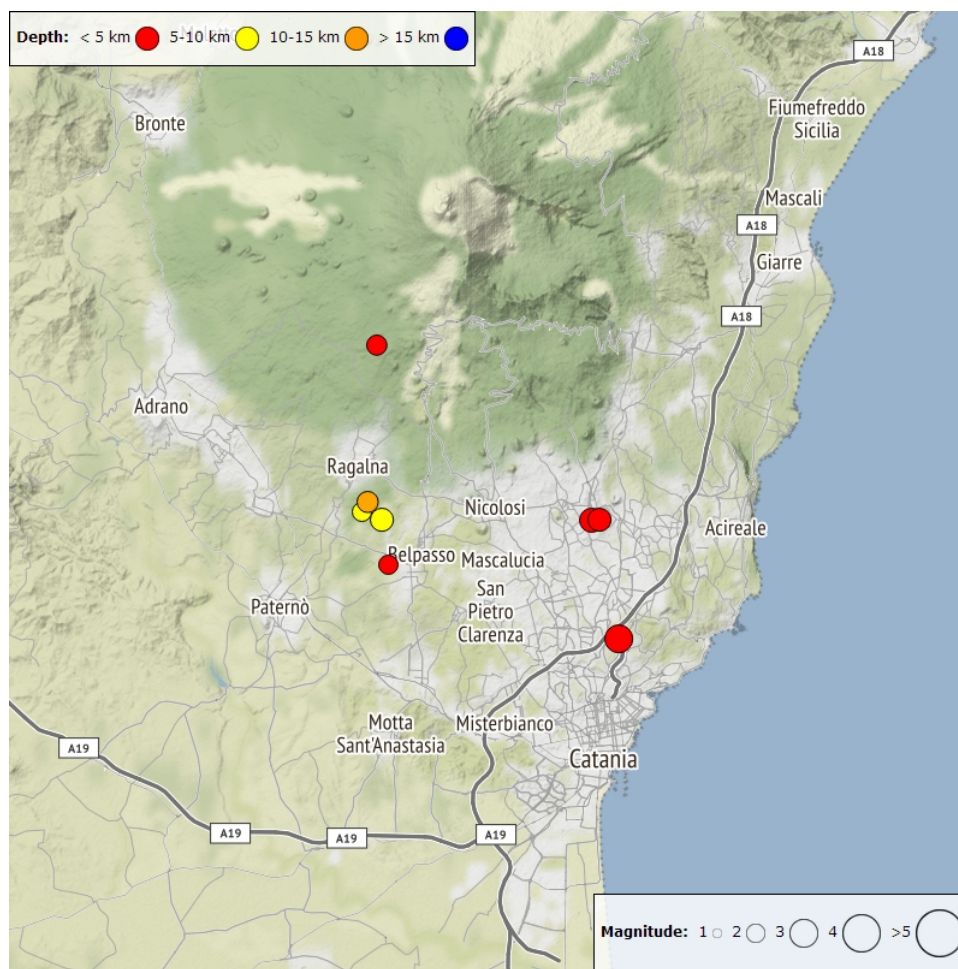 Depth: < 5 km 5-10 km 10-15 km > 15 km
A18
Fiumefreddo
Sicilia
Bronte
Mascali
A18
Giarre
A18
Adrano
Ragalna
Nicolosi
Acireale
Belpasso
Mascalucia
San
Pietro
Clarenza
Paternò
Motta
Sant'Anastasia
Misterbianco
A19
Catania
A19
A19
A19
Magnitude: 1 2 3 4 >5